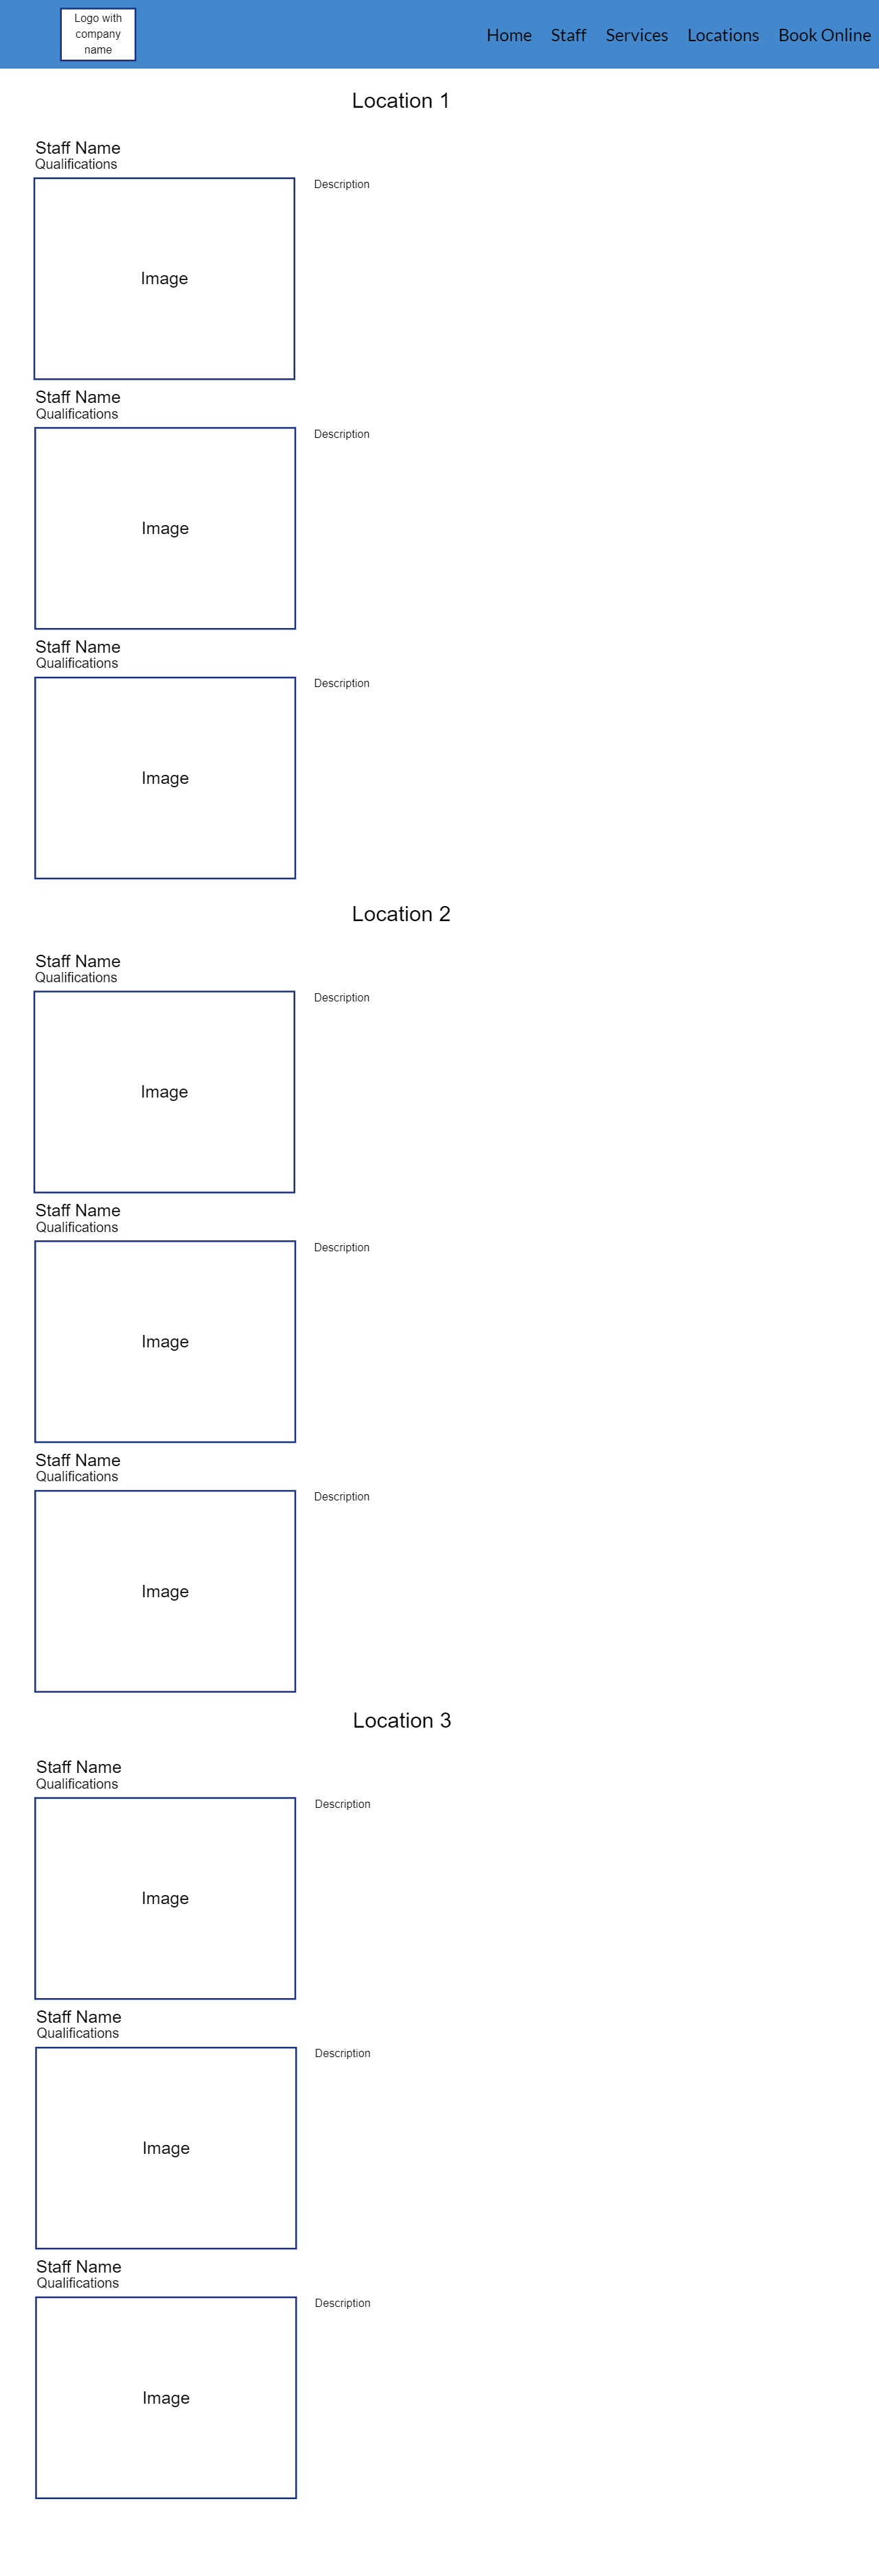 Logo with
company
name
Home Staff Services Locations Book Online
Location 1
Staff Name
Qualifications
Description
Image
Staff Name
Qualifications
Description
Image
Staff Name
Qualifications
Description
Image
Location 2
Staff Name
Qualifications
Description
Image
Staff Name
Qualifications
Description
Image
Staff Name
Qualifications
Description
Image
Location 3
Staff Name
Qualifications
Description
Image
Staff Name
Qualifications
Description
Image
Staff Name
Qualifications
Description
Image